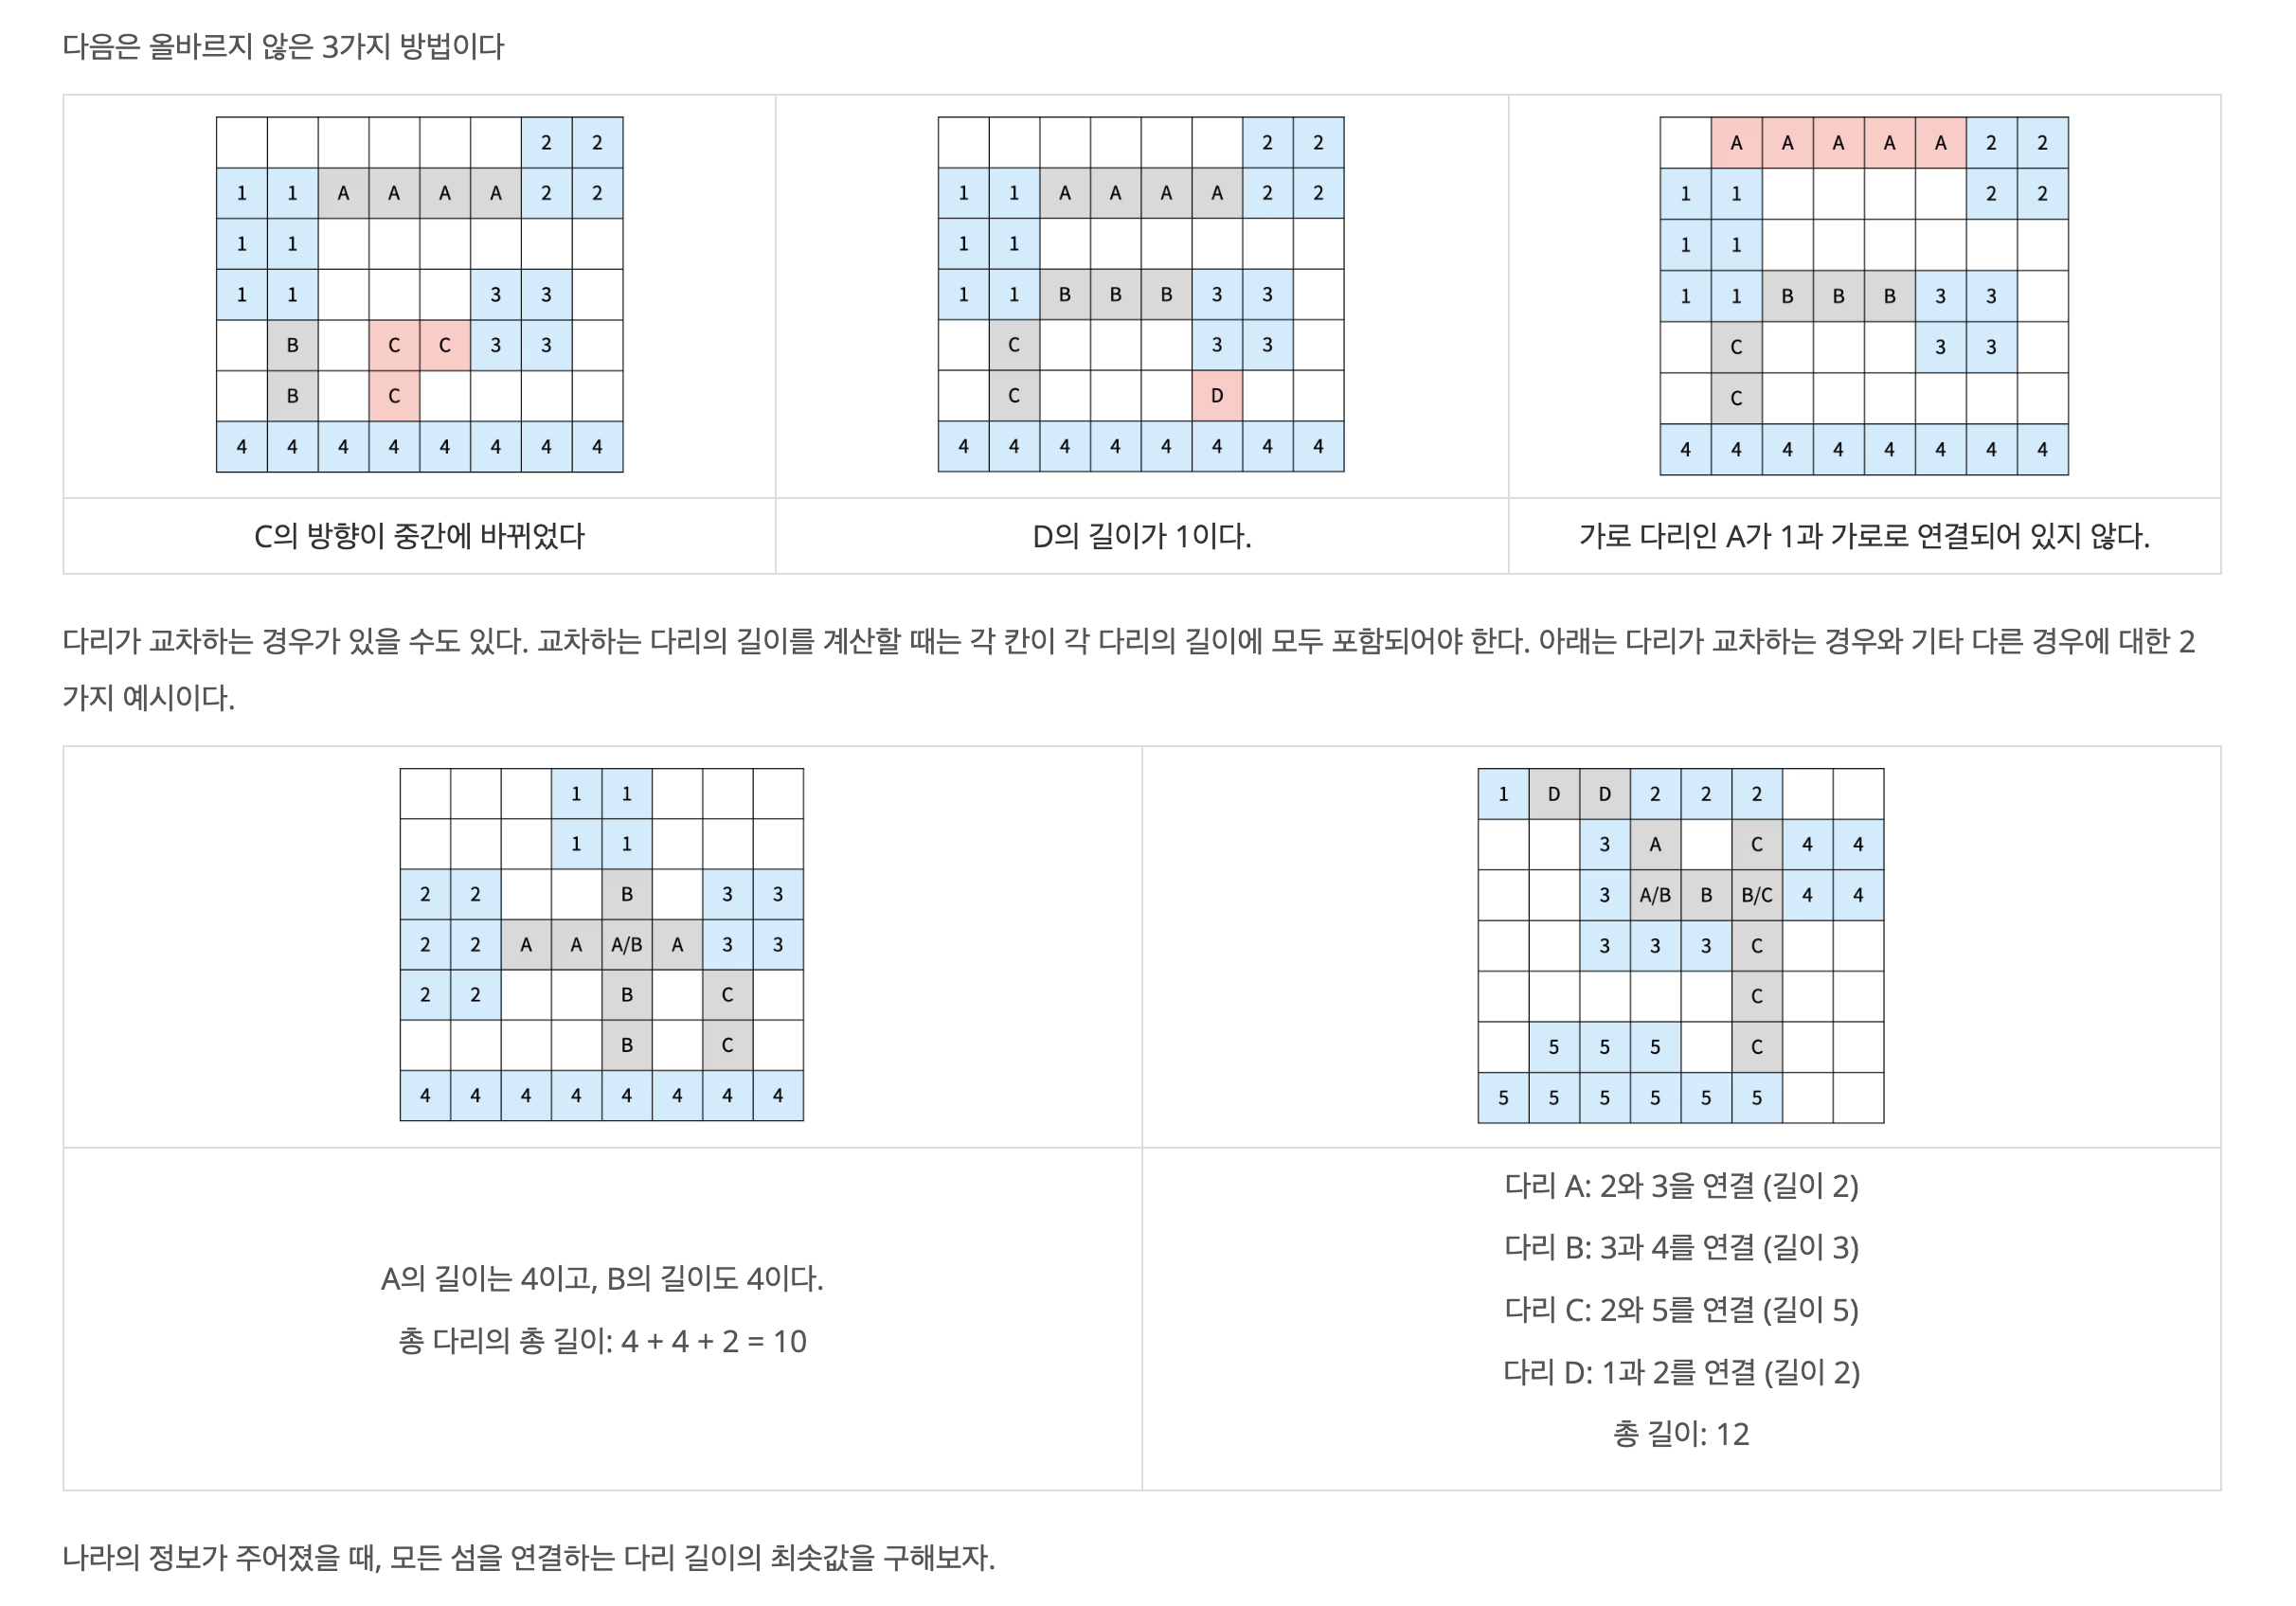 다음은 올바르지 않은 3가지 방법이다
2 2
1 1 A A A A 2 2
1 1
1 1 3 3
B C C 3 3
B C
4 4 4 4 4 4 4 4
2 2
1 1 A A A A 2 2
1 1
1 1 B B B 3 3
C 3 3
C D
4 4 4 4 4 4 4 4
A A A A A 2 2
1 1 2 2
1 1
1 1 B B B 3 3
C 3 3
C
4 4 4 4 4 4 4 4
C의 방향이 중간에 바뀌었다
D의 길이가 1이다.
가로 다리인 A가 1과 가로로 연결되어 있지 않다.
다리가 교차하는 경우가 있을 수도 있다. 교차하는 다리의 길이를 계산할 때는 각 칸이 각 다리의 길이에 모두 포함되어야 한다. 아래는 다리가 교차하는 경우와 기타 다른 경우에 대한 2
가지 예시이다.
1 1
1 1
2 2 B 3 3
2 2 A A A/B A 3 3
2 2 B C
B C
4 4 4 4 4 4 4 4
1 D D 2 2 2
3 A C 4 4
3 A/B B B/C 4 4
3 3 3 C
C
5 5 5 C
5 5 5 5 5 5
A의 길이는 4이고, B의 길이도 4이다.
총 다리의 총 길이: 4 + 4 + 2 = 10
다리 A: 2와 3을 연결 (길이 2)
다리 B: 3과 4를 연결 (길이 3)
다리 C: 2와 5를 연결 (길이 5)
다리 D: 1과 2를 연결 (길이 2)
총 길이: 12
나라의 정보가 주어졌을 때, 모든 섬을 연결하는 다리 길이의 최솟값을 구해보자.